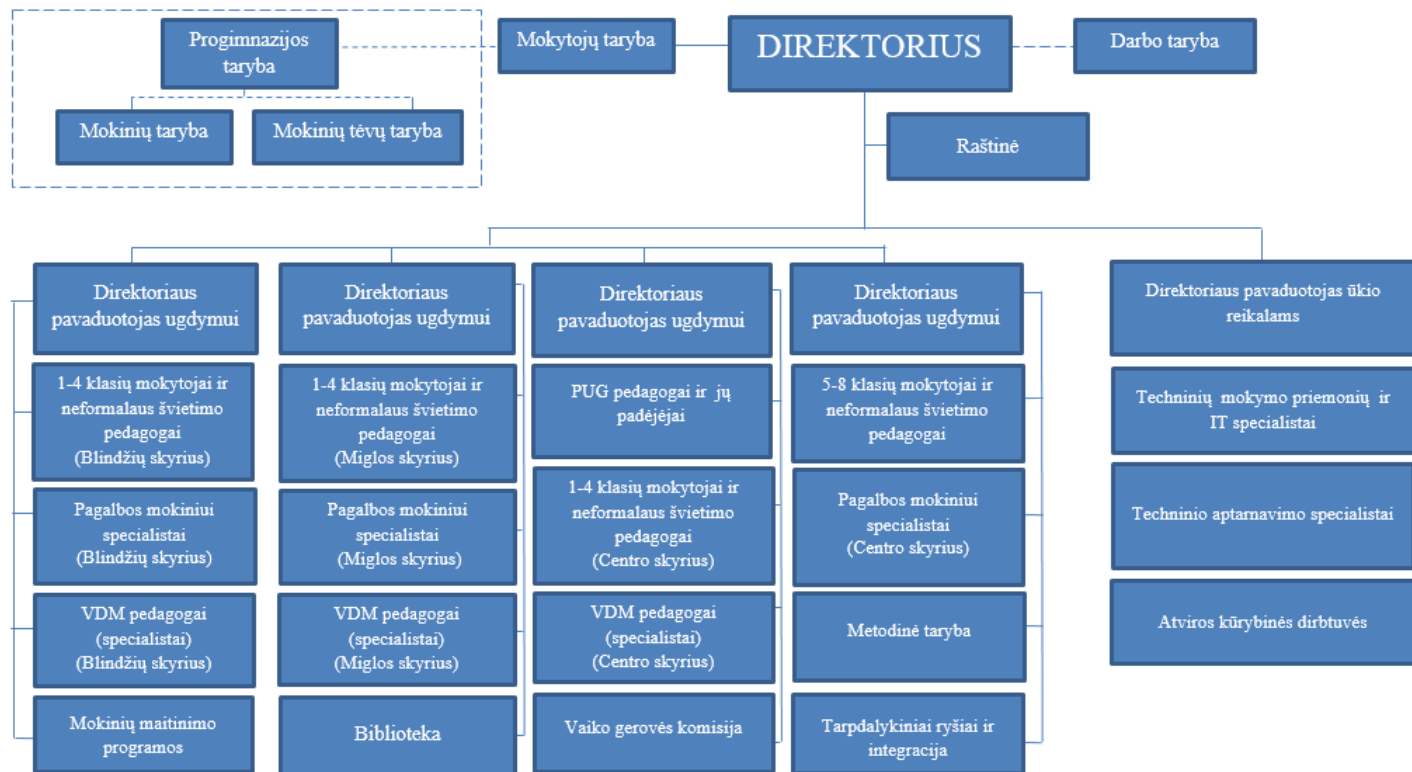 Progimnazijos
taryba
Mokytojų taryba
DIREKTORIUS
Darbo taryba
Mokinių taryba
Mokinių tėvų taryba
Raštinė
Direktoriaus
pavaduotojas ugdymui
1-4 klasių mokytojai ir
neformalaus švietimo
pedagogai
(Blindžių skyrius)
Pagalbos mokiniui
specialistai
(Blindžių skyrius)
VDM pedagogai
(specialistai)
(Blindžių skyrius)
Mokinių maitinimo
programos
Direktoriaus
pavaduotojas ugdymui
1-4 klasių mokytojai ir
neformalaus švietimo
pedagogai
(Miglos skyrius)
Pagalbos mokiniui
specialistai
(Miglos skyrius)
VDM pedagogai
(specialistai)
(Miglos skyrius)
Biblioteka
Direktoriaus
pavaduotojas ugdymui
PUG pedagogai ir jų
padėjėjai
1-4 klasių mokytojai ir
neformalaus švietimo
pedagogai
(Centro skyrius)
VDM pedagogai
(specialistai)
(Centro skyrius)
Vaiko gerovės komisija
Direktoriaus
pavaduotojas ugdymui
5-8 klasių mokytojai ir
neformalaus švietimo
pedagogai
Pagalbos mokiniui
specialistai
(Centro skyrius)
Metodinė taryba
Tarpdalykiniai ryšiai ir
integracija
Direktoriaus pavaduotojas ūkio
reikalams
Techninių mokymo priemonių ir
IT specialistai
Techninio aptarnavimo specialistai
Atviros kūrybinės dirbtuvės